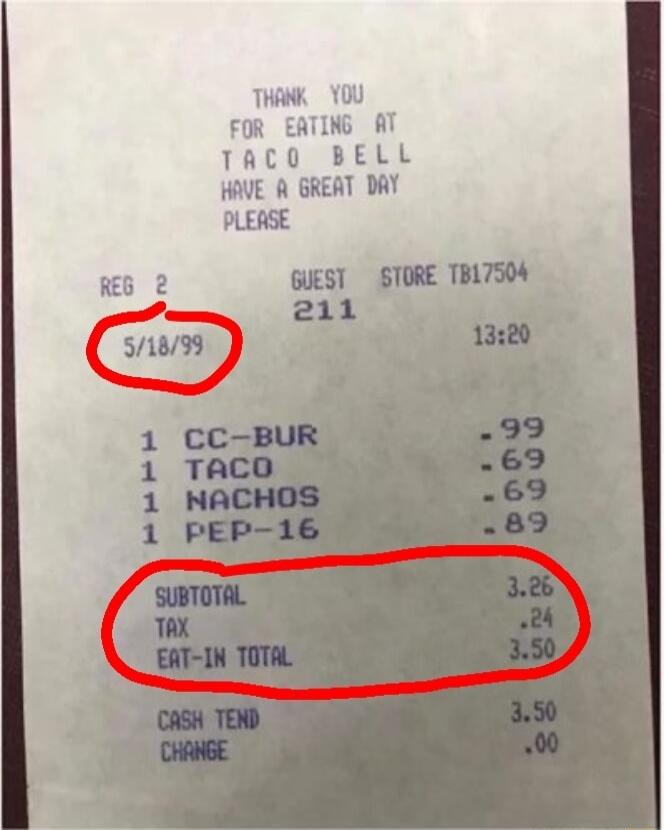 THANK YOU
FOR EATING AT
TACO BELL
HAVE A GREAT DAY
PLEASE
REG 2 GUEST STORE TB17504
211
5/18/99 13:20
1 CC-BUR .99
1 TACO .69
1 NACHOS .69
1 PEP-16 .89
SUBTOTAL 3.26
TAX .24
EAT-IN TOTAL 3.50
CASH TEND 3.50
CHANGE .00